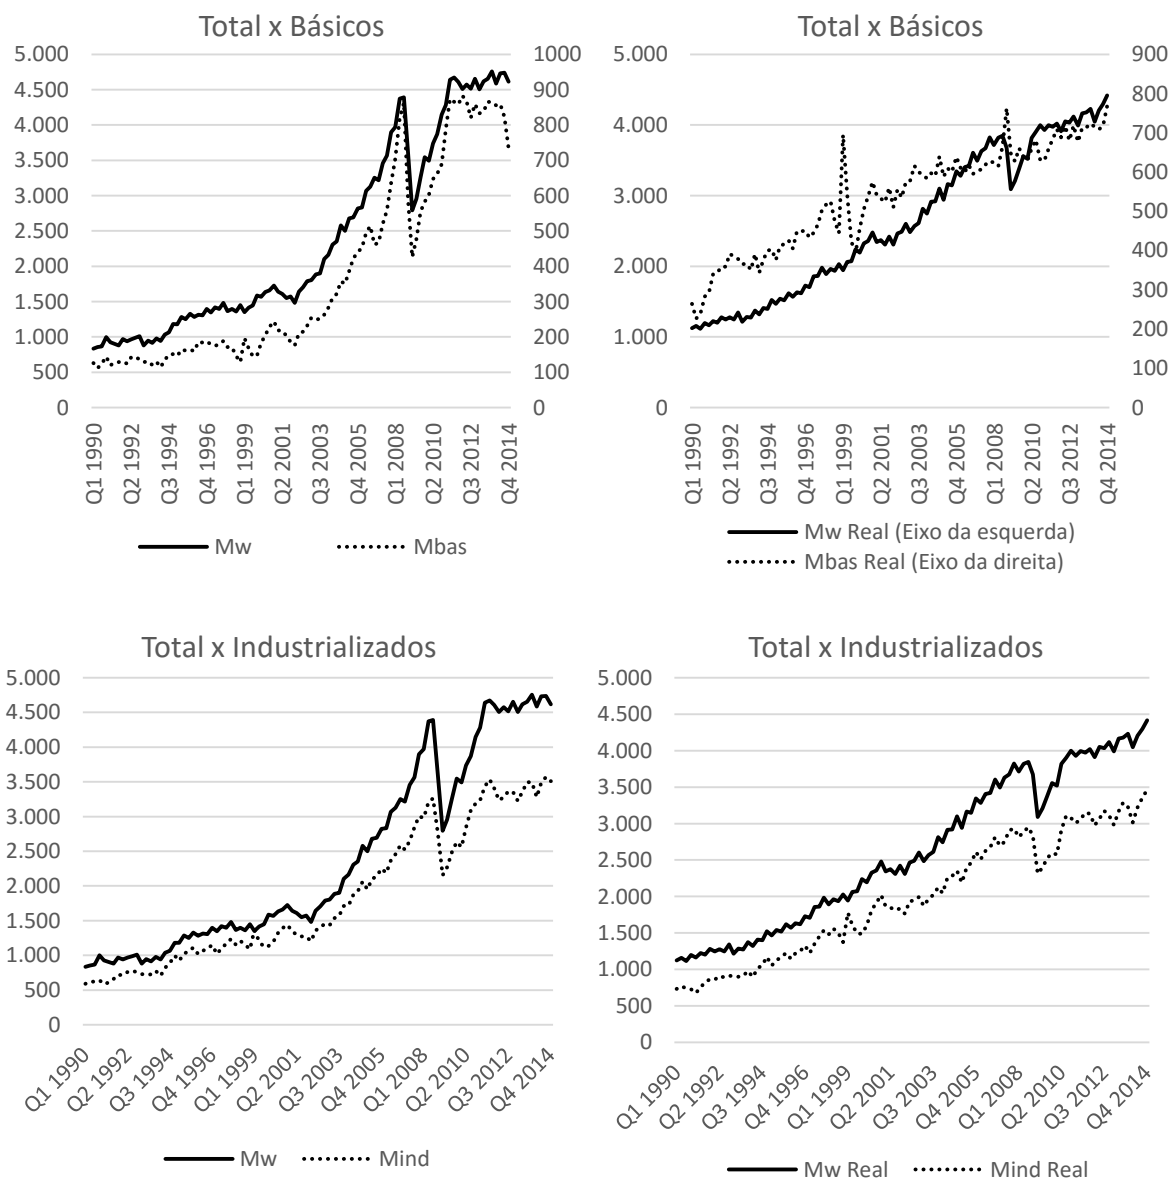 Total x Básicos
5.000
4.500
4.000
3.500
3.000
2.500
2.000
1.500
1.000
500
0
1000
900
800
700
600
500
400
300
200
100
0
Q1 1990
Q2 1992
Q3 1994
Q4 1996
Q1 1999
Q2 2001
Q3 2003
Q4 2005
Q1 2008
Q2 2010
Q3 2012
Q4 2014
Mw Mbas
Total x Básicos
5.000
4.000
3.000
2.000
1.000
0
900
800
700
600
500
400
300
200
100
0
Q1 1990
Q2 1992
Q3 1994
Q4 1996
Q1 1999
Q2 2001
Q3 2003
Q4 2005
Q1 2008
Q2 2010
Q3 2012
Q4 2014
Mw Real (Eixo da esquerda)
Mbas Real (Eixo da direita)
Total x Industrializados
5.000
4.500
4.000
3.500
3.000
2.500
2.000
1.500
1.000
500
0
Q1 1990
Q2 1992
Q3 1994
Q4 1996
Q1 1999
Q2 2001
Q3 2003
Q4 2005
Q1 2008
Q2 2010
Q3 2012
Q4 2014
Mw Mind
Total x Industrializados
5.000
4.500
4.000
3.500
3.000
2.500
2.000
1.500
1.000
500
0
Q1 1990
Q2 1992
Q3 1994
Q4 1996
Q1 1999
Q2 2001
Q3 2003
Q4 2005
Q1 2008
Q2 2010
Q3 2012
Q4 2014
Mw Real Mind Real